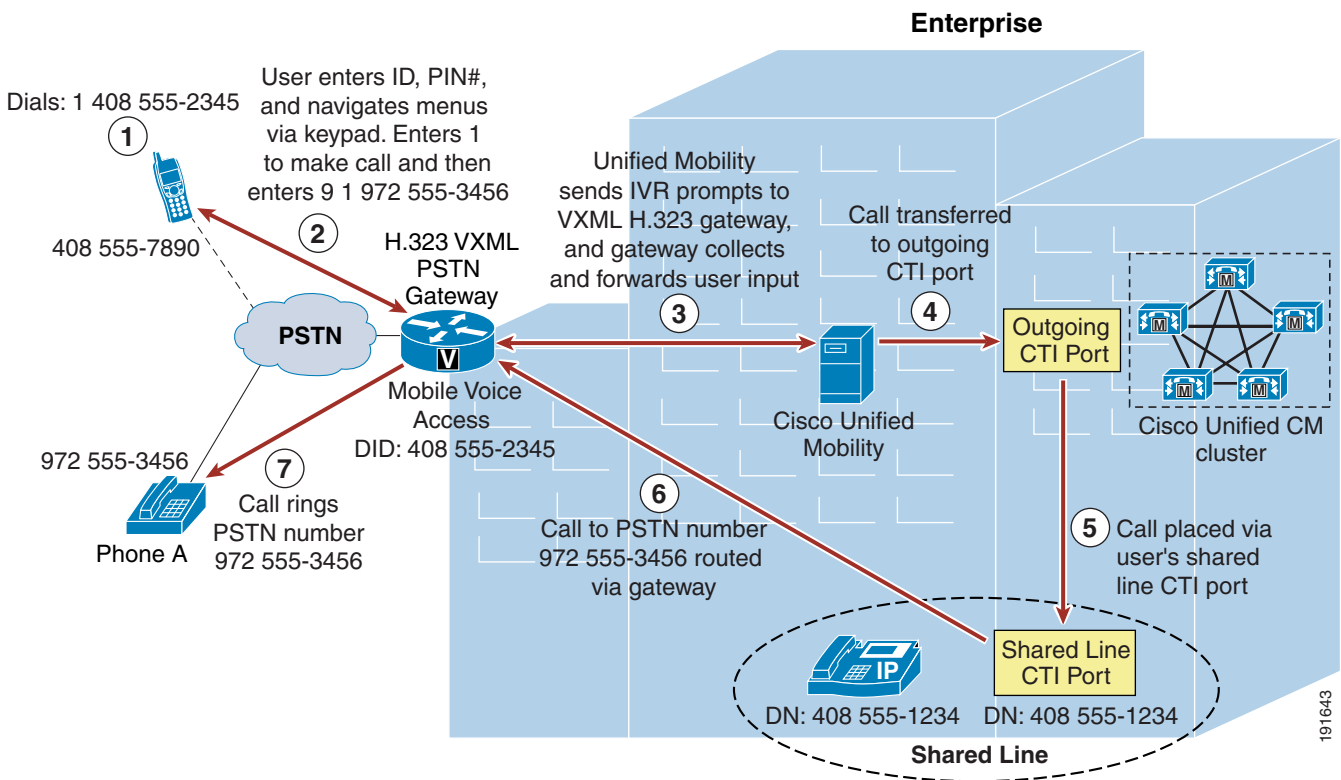 Enterprise
Dials: 1 408 555-2345
1
User enters ID, PIN#,
and navigates menus
via keypad. Enters 1
to make call and then
enters 9 1 972 555-3456
2
408 555-7890
H.323 VXML
PSTN
Gateway
PSTN
V
Mobile Voice
Access
DID: 408 555-2345
Unified Mobility
sends IVR prompts to
VXML H.323 gateway,
and gateway collects
and forwards user input
3
Cisco Unified
Mobility
Call transferred
to outgoing
CTI port
4
Outgoing
CTI Port
M
M
M
M
M
Cisco Unified CM
cluster
5
Call placed via
user's shared
line CTI port
6
Call to PSTN number
972 555-3456 routed
via gateway
972 555-3456
Phone A
7
Call rings
PSTN number
972 555-3456
IP
DN: 408 555-1234
Shared Line
CTI Port
DN: 408 555-1234
Shared Line
191643